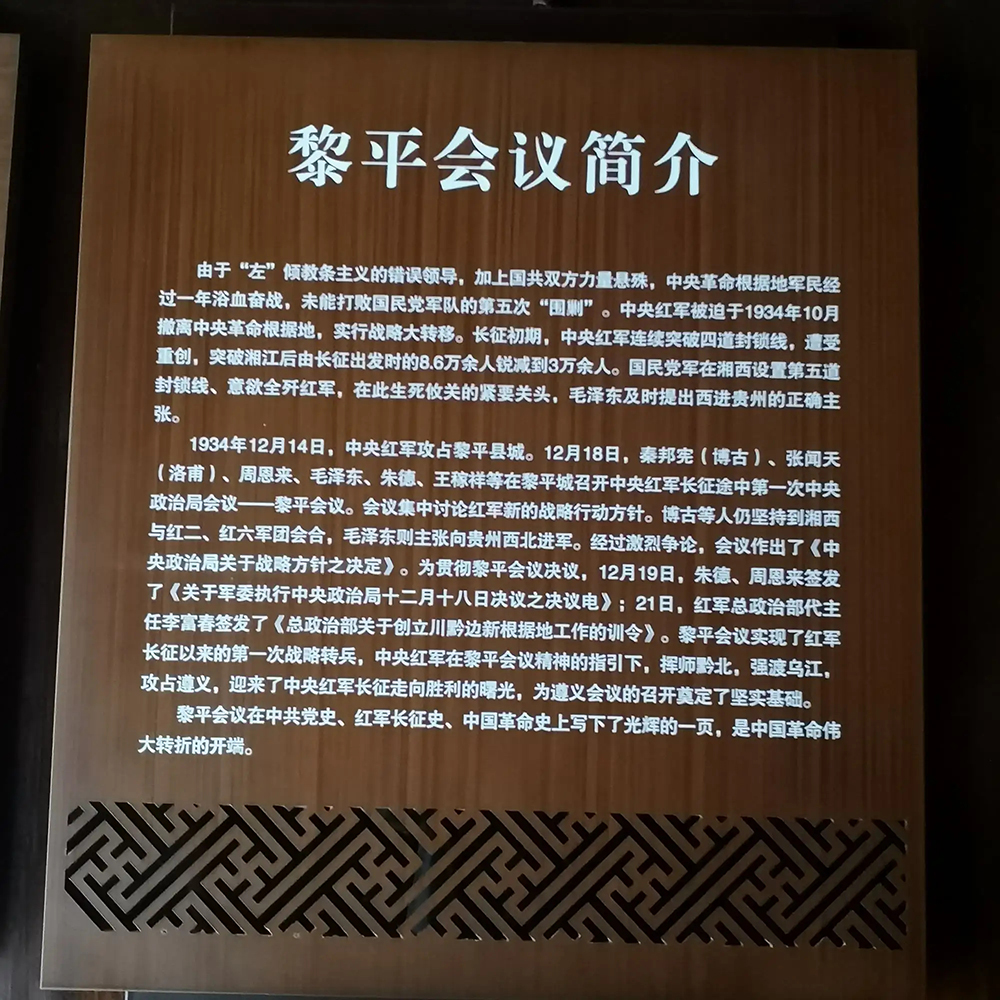 黎平会议简介
由于“左”倾教条主义的错误领导，加上国共双方力量悬殊，中央革命根据地军民经
过一年浴血奋战，未能打败国民党军队的第五次“围剿”。中央红军被迫于1934年10月
撤离中央革命根据地，实行战略大转移。长征初期，中央红军连续突破四道封锁线，遭受
重创，突破湘江后由长征出发时的8.6万余人锐减到3万余人。国民党军在湘西设置第五道
封锁线、意欲全歼红军，在此生死攸关的紧要关头，毛泽东及时提出西进贵州的正确主
张。
1934年12月14日，中央红军攻占黎平县城。12月18日，秦邦宪（博古）、张闻天
（洛甫）、周恩来、毛泽东、朱德、王稼祥等在黎平城召开中央红军长征途中第一次中央
政治局会议——黎平会议。会议集中讨论红军新的战略行动方针。博古等人仍坚持到湘西
与红二、红六军团会合，毛泽东则主张向贵州西北进军。经过激烈争论，会议作出了《中
央政治局关于战略方针之决定》。为贯彻黎平会议决议，12月19日，朱德、周恩来签发
了《关于军委执行中央政治局十二月十八日决议之决议电》；21日，红军总政治部代主
任李富春签发了《总政治部关于创立川黔边新根据地工作的训令》。黎平会议实现了红军
长征以来的第一次战略转兵，中央红军在黎平会议精神的指引下，挥师黔北，强渡乌江，
攻占遵义，迎来了中央红军长征走向胜利的曙光，为遵义会议的召开奠定了坚实基础。
黎平会议在中共党史、红军长征史、中国革命史上写下了光辉的一页，是中国革命伟
大转折的开端。